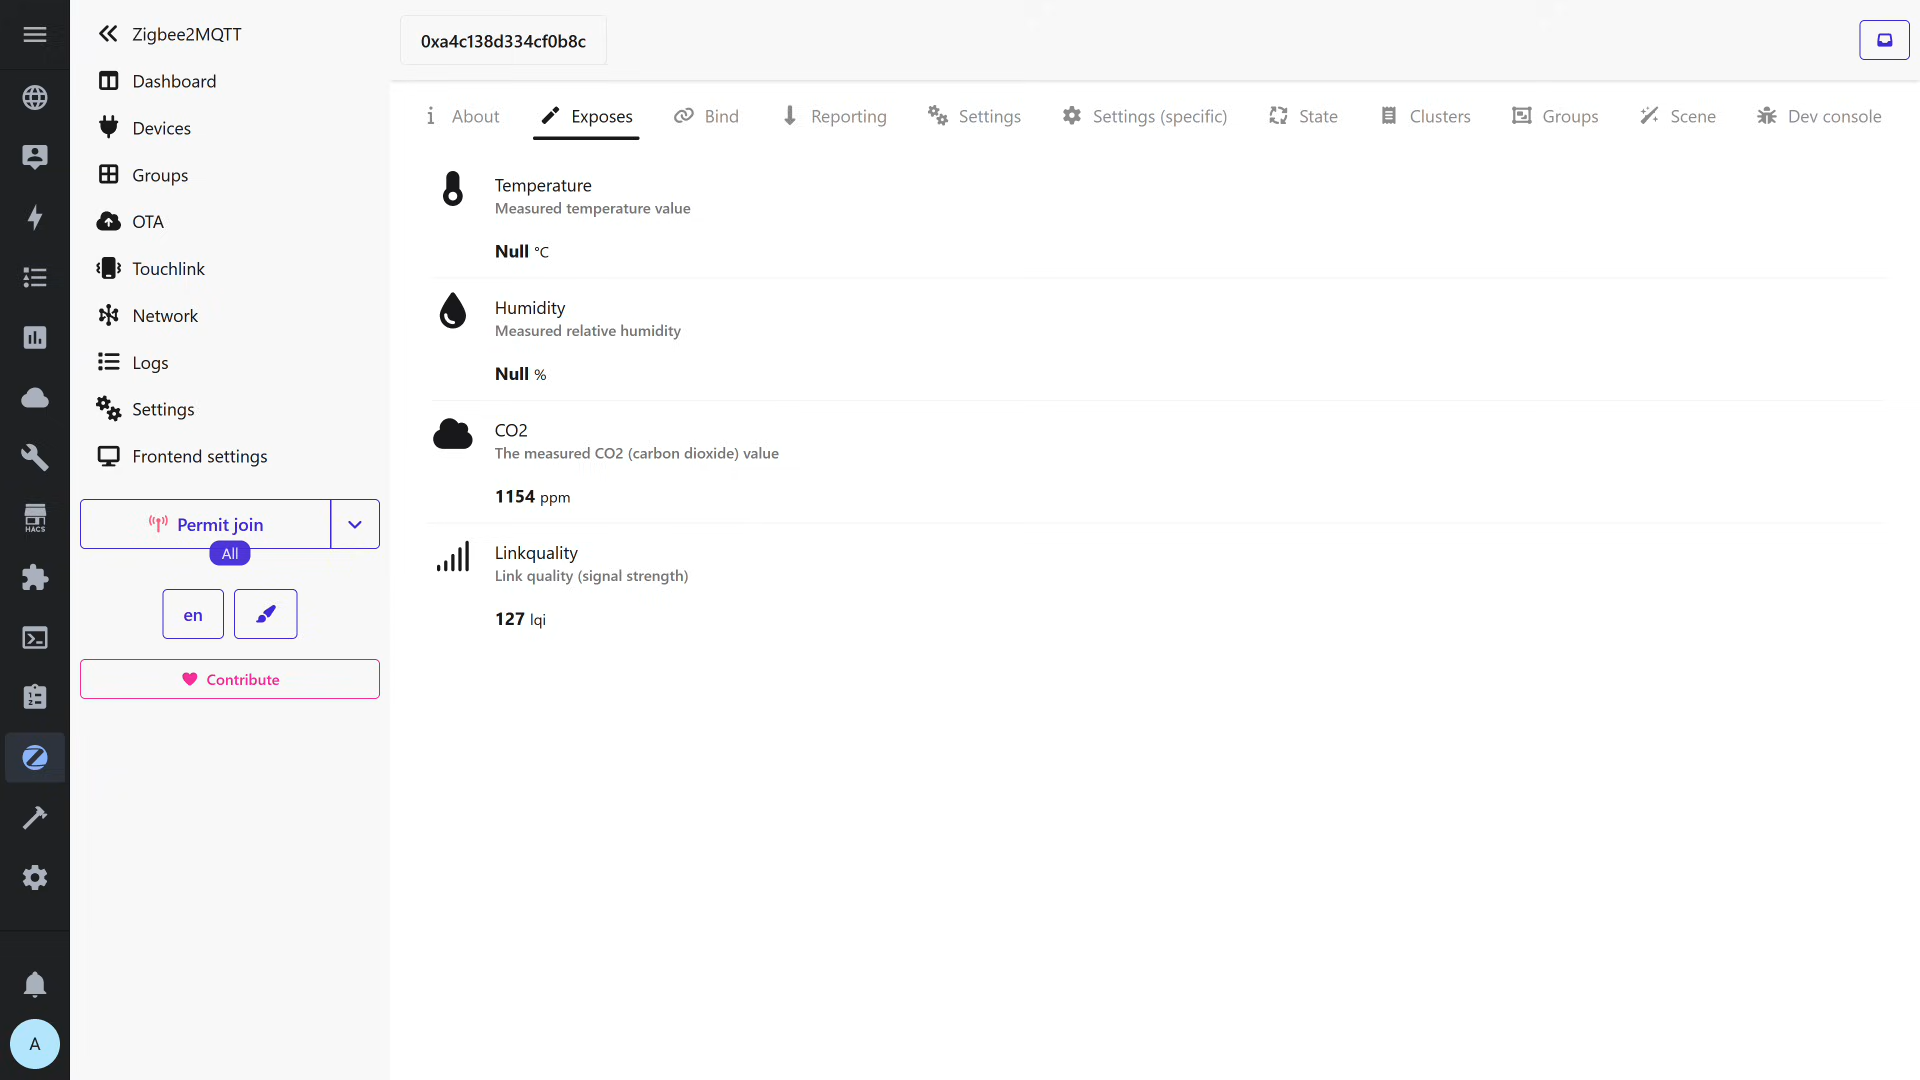 Zigbee2MQTT
Dashboard
Devices
Groups
OTA
Touchlink
Network
Logs
Settings
Frontend settings
Permit join
All
en
Contribute
HACS
A
0xa4c138d334cf0b8c
About
Exposes
Bind
Reporting
Settings
Settings (specific)
State
Clusters
Groups
Scene
Dev console
Temperature
Measured temperature value
Null °C
Humidity
Measured relative humidity
Null %
CO2
The measured CO2 (carbon dioxide) value
1154 ppm
Linkquality
Link quality (signal strength)
127 lqi